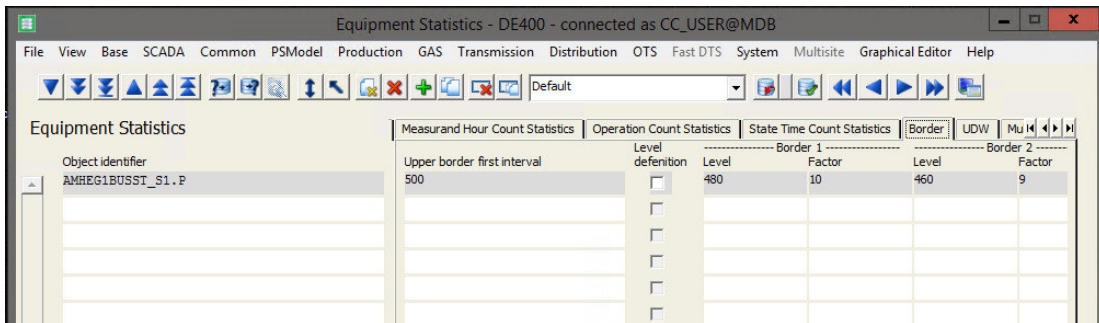 Equipment Statistics - DE400 - connected as CC_USER@MDB
File View Base SCADA Common PSModel Production GAS Transmission Distribution OTS Fast DTS System Multisite Graphical Editor Help
Default
Equipment Statistics
Measurand Hour Count Statistics Operation Count Statistics State Time Count Statistics Border UDW Mu
Level ---------------- Border 1 ---------------- ---------------- Border 2 -------
Object identifier Upper border first interval defenition Level Factor Level Factor
AMHEG1BUSST_S1.P 500 480 10 460 9